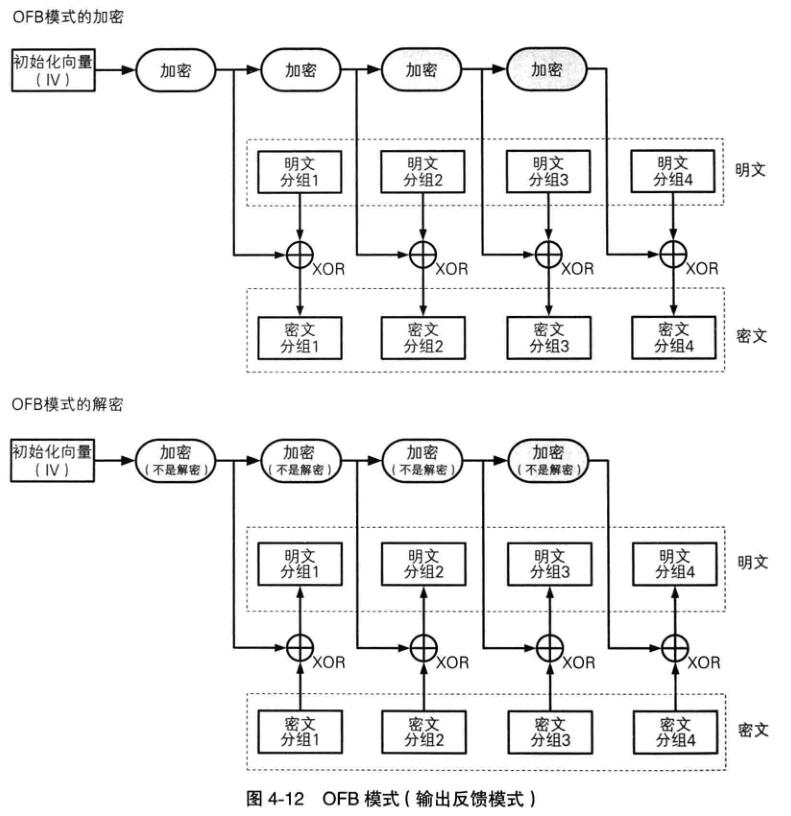 OFB模式的加密
初始化向量
（IV）
加密
加密
加密
加密
明文
分组1
明文
分组2
明文
分组3
明文
分组4
明文
XOR
XOR
XOR
XOR
密文
分组1
密文
分组2
密文
分组3
密文
分组4
密文
OFB模式的解密
初始化向量
（IV）
加密
（不是解密）
加密
（不是解密）
加密
（不是解密）
加密
（不是解密）
明文
分组1
明文
分组2
明文
分组3
明文
分组4
明文
XOR
XOR
XOR
XOR
密文
分组1
密文
分组2
密文
分组3
密文
分组4
密文
图 4-12 OFB 模式（输出反馈模式）